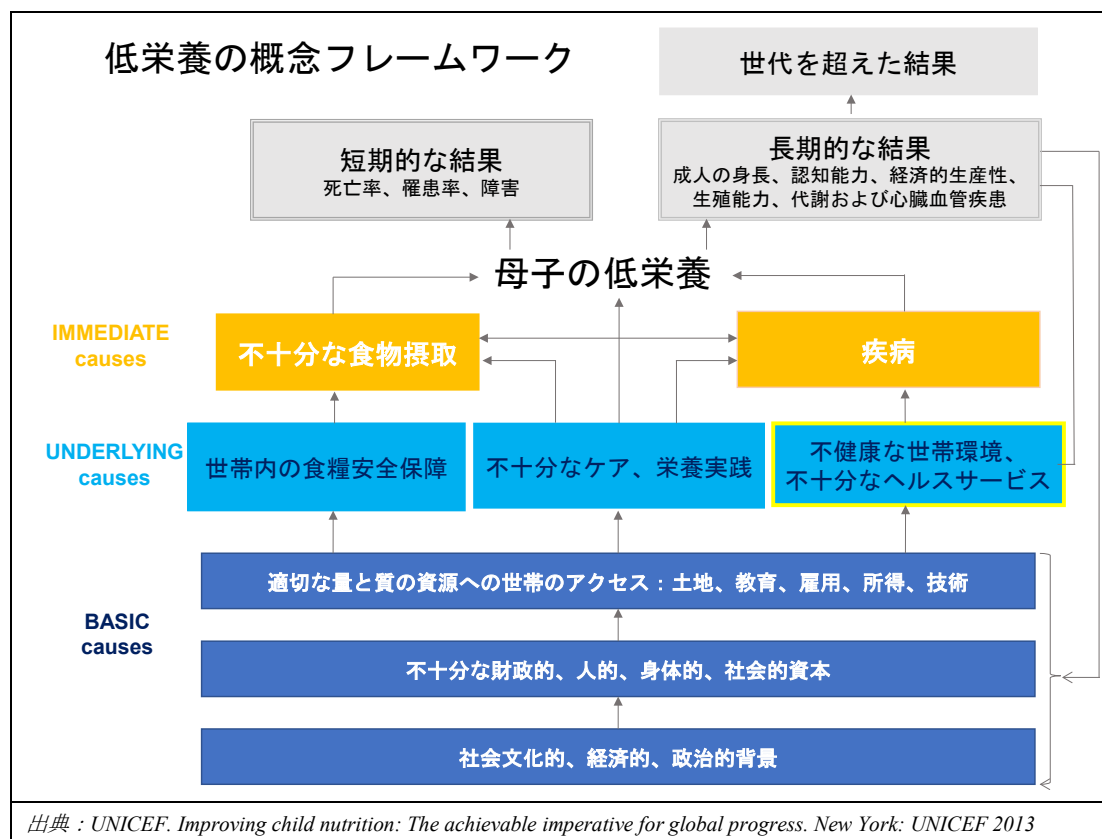 低栄養の概念フレームワーク
世代を超えた結果
短期的な結果
死亡率、罹患率、障害
長期的な結果
成人の身長、認知能力、経済的生産性、
生殖能力、代謝および心臓血管疾患
母子の低栄養
IMMEDIATE
causes
不十分な食物摂取
疾病
UNDERLYING
causes
世帯内の食糧安全保障
不十分なケア、栄養実践
不健康な世帯環境、
不十分なヘルスサービス
BASIC
causes
適切な量と質の資源への世帯のアクセス：土地、教育、雇用、所得、技術
不十分な財政的、人的、身体的、社会的資本
社会文化的、経済的、政治的背景
出典：UNICEF. Improving child nutrition: The achievable imperative for global progress. New York: UNICEF 2013